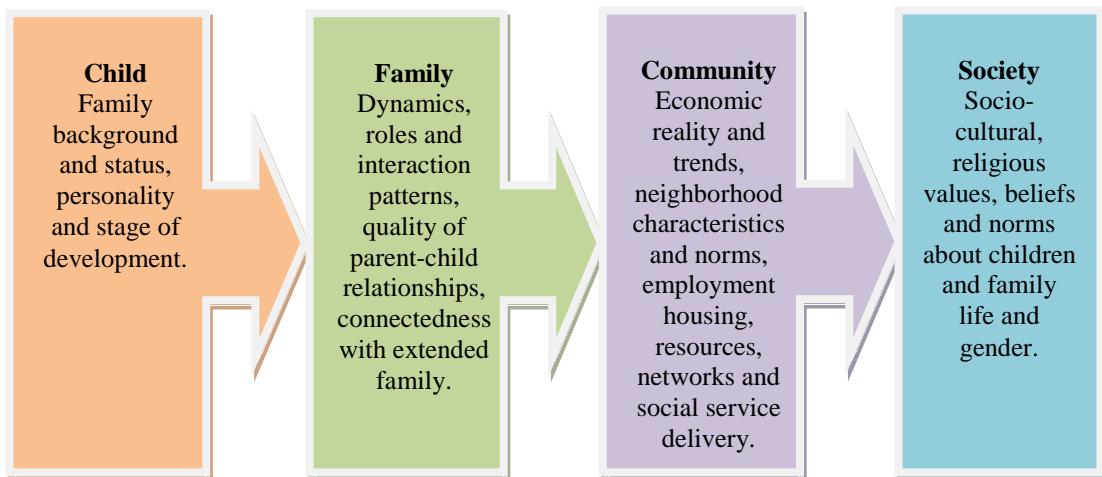 Child
Family
background
and status,
personality
and stage of
development.
Family
Dynamics,
roles and
interaction
patterns,
quality of
parent-child
relationships,
connectedness
with extended
family.
Community
Economic
reality and
trends,
neighborhood
characteristics
and norms,
employment
housing,
resources,
networks and
social service
delivery.
Society
Socio-
cultural,
religious
values, beliefs
and norms
about children
and family
life and
gender.